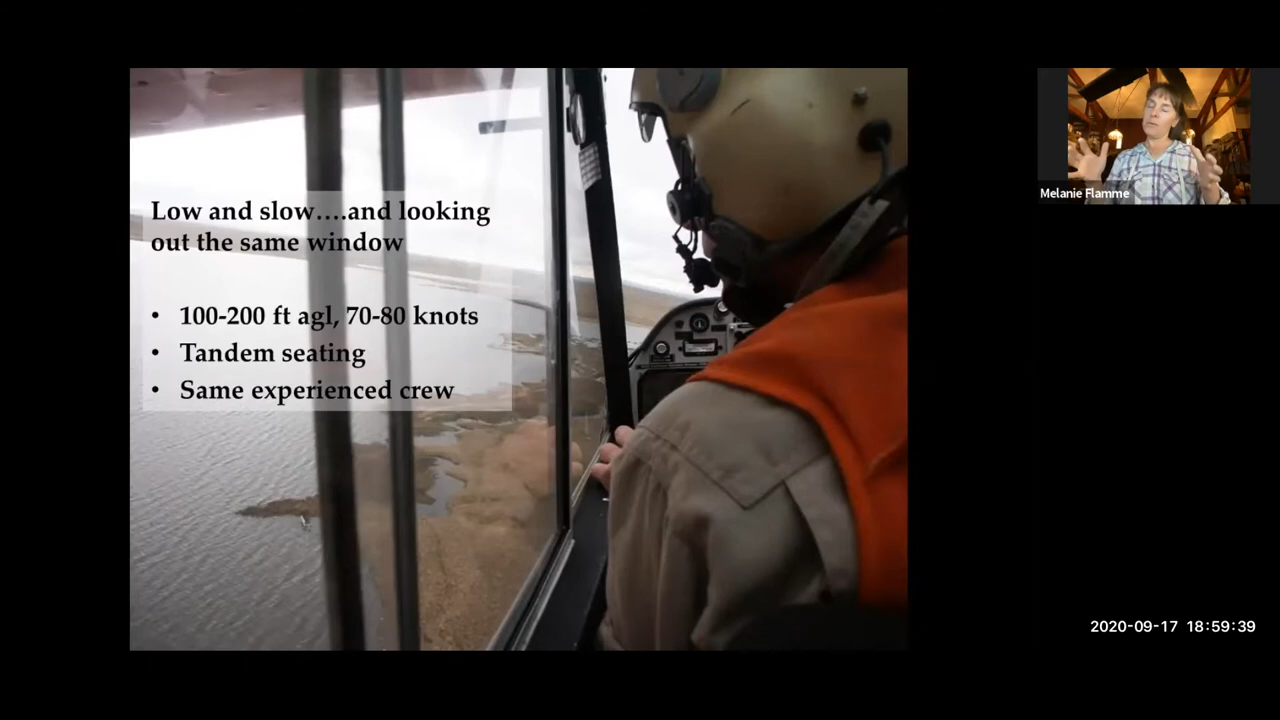 Low and slow….and looking
out the same window
• 100-200 ft agl, 70-80 knots
• Tandem seating
• Same experienced crew
Melanie Flamme
2020-09-17 18:59:39